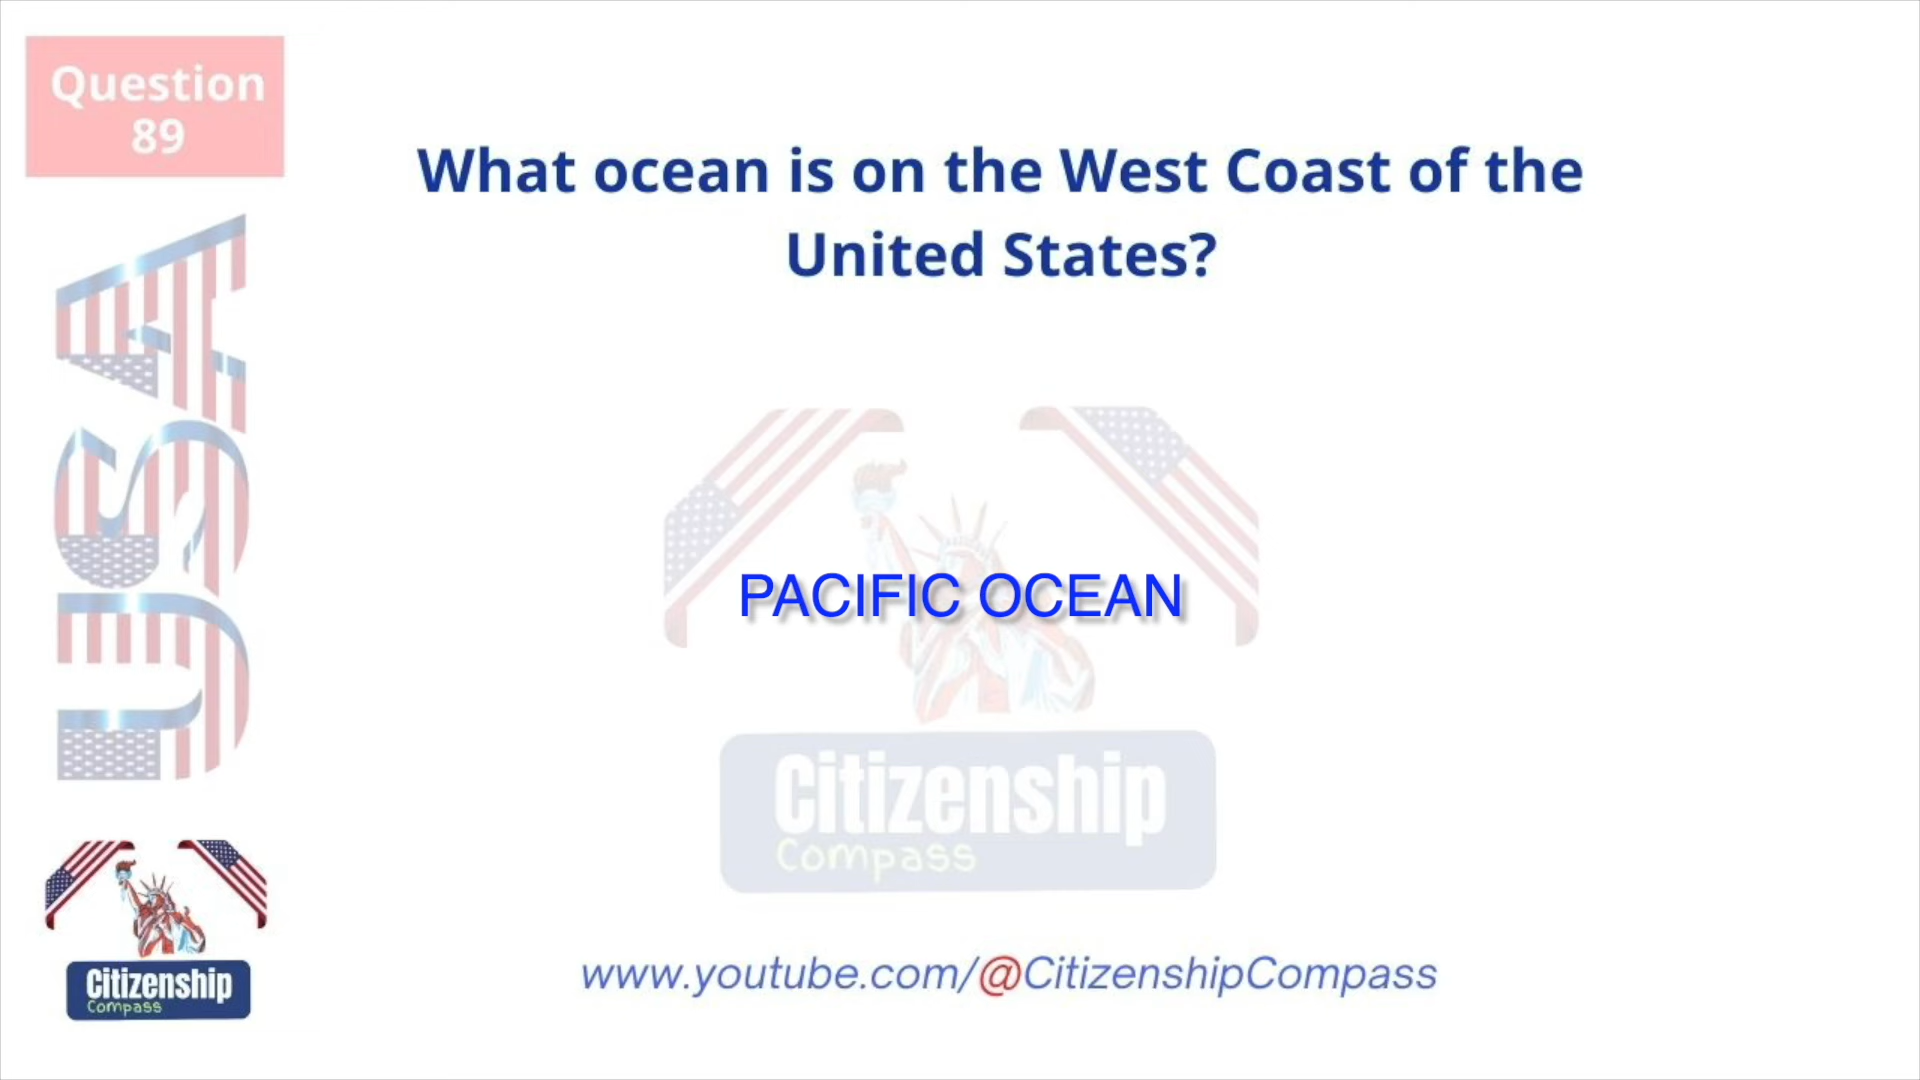 Question
89
What ocean is on the West Coast of the
United States?
USA
PACIFIC OCEAN
Citizenship
Compass
Citizenship
Compass
www.youtube.com/@CitizenshipCompass